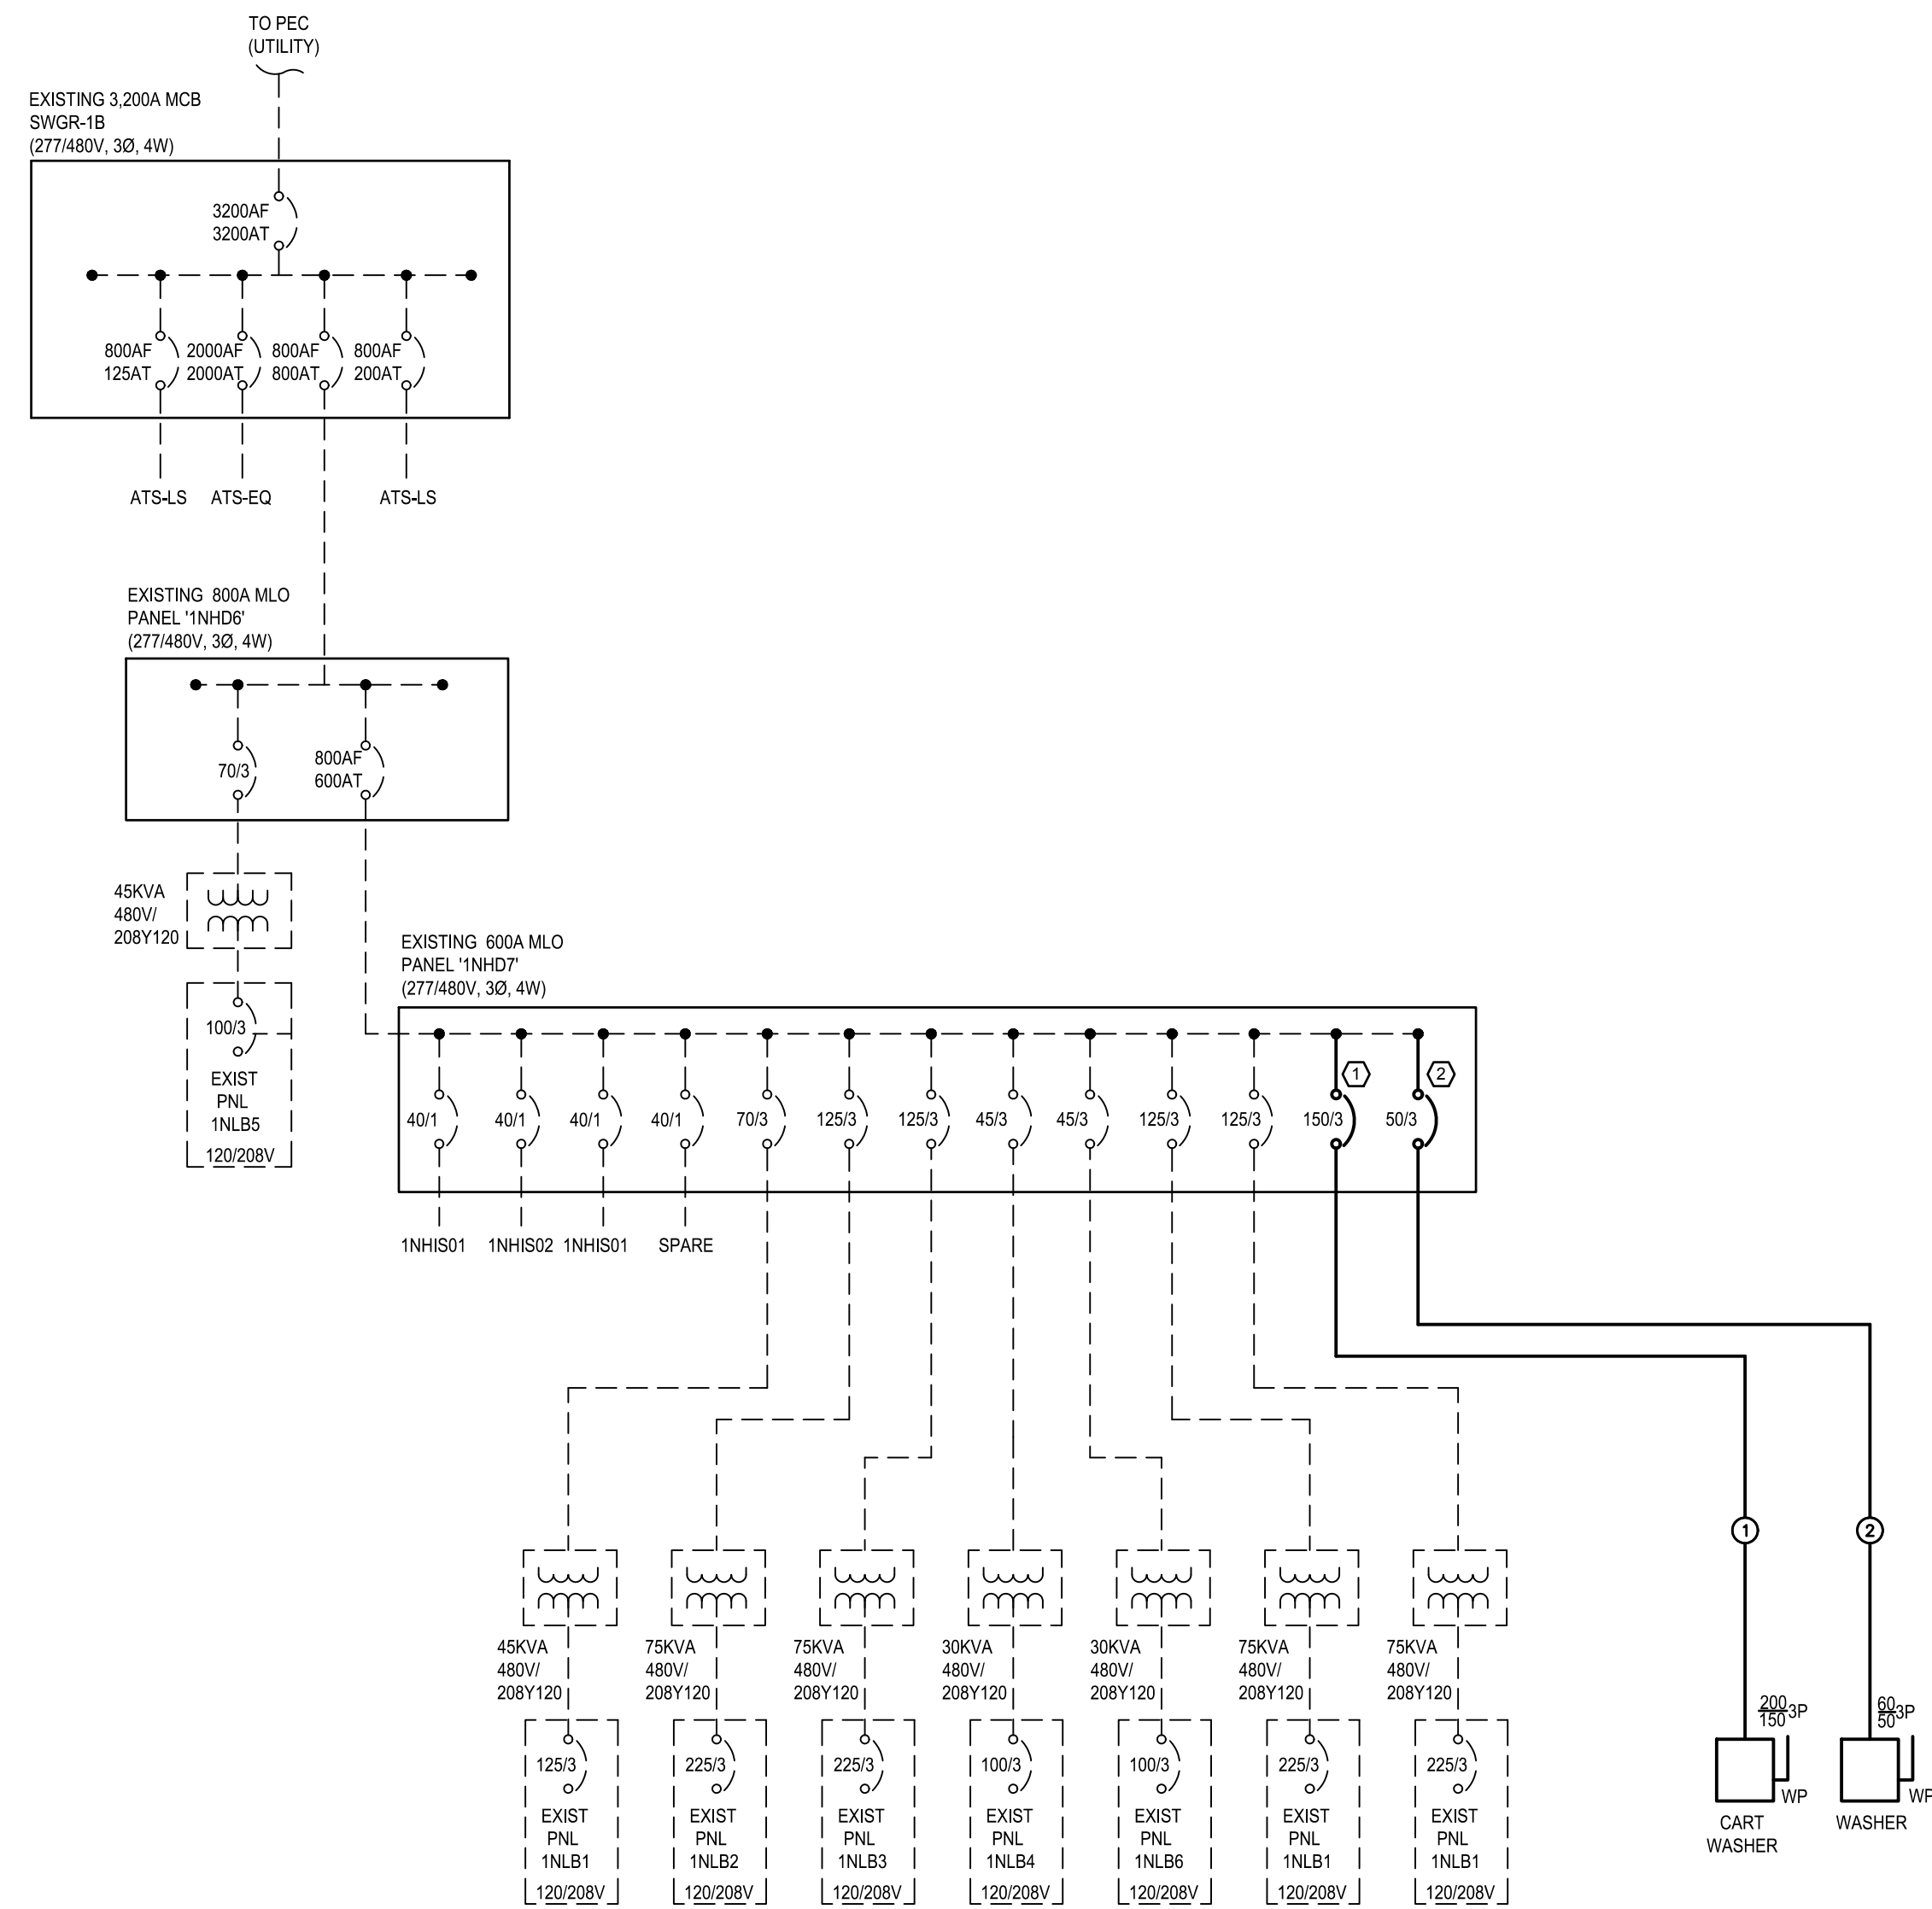 TO PEC
(UTILITY)
EXISTING 3,200A MCB
SWGR-1B
(277/480V, 3Ø, 4W)
3200AF
3200AT
800AF 2000AF 800AF 800AF
125AT 2000AT 800AT 200AT
ATS-LS ATS-EQ ATS-LS
EXISTING 800A MLO
PANEL '1NHD6'
(277/480V, 3Ø, 4W)
70/3
800AF
600AT
45KVA
480V/
208Y120
100/3
EXIST
PNL
1NLB5
120/208V
EXISTING 600A MLO
PANEL '1NHD7'
(277/480V, 3Ø, 4W)
1 2
40/1 40/1 40/1 40/1 70/3 125/3 125/3 45/3 45/3 125/3 125/3 150/3 50/3
1NHIS01 1NHIS02 1NHIS01 SPARE
1 2
45KVA 75KVA 75KVA 30KVA 30KVA 75KVA 75KVA
480V/ 480V/ 480V/ 480V/ 480V/ 480V/ 480V/
208Y120 208Y120 208Y120 208Y120 208Y120 208Y120 208Y120
125/3 225/3 225/3 100/3 100/3 225/3 225/3
EXIST EXIST EXIST EXIST EXIST EXIST EXIST
PNL PNL PNL PNL PNL PNL PNL
1NLB1 1NLB2 1NLB3 1NLB4 1NLB6 1NLB1 1NLB1
120/208V 120/208V 120/208V 120/208V 120/208V 120/208V 120/208V
200
150 3P
WP
CART
WASHER
60
50 3P
WP
WASHER